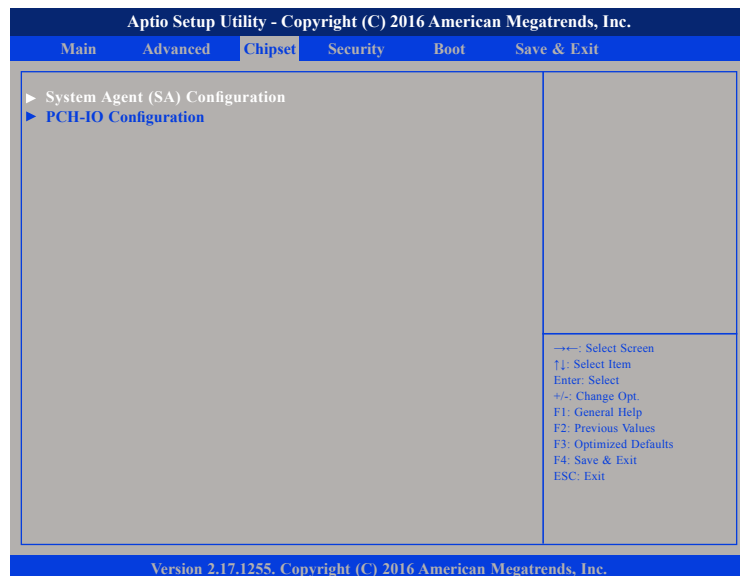 Aptio Setup Utility - Copyright (C) 2016 American Megatrends, Inc.
Main Advanced Chipset Security Boot Save & Exit
► System Agent (SA) Configuration
► PCH-IO Configuration
→←: Select Screen
↑↓: Select Item
Enter: Select
+/-: Change Opt.
F1: General Help
F2: Previous Values
F3: Optimized Defaults
F4: Save & Exit
ESC: Exit
Version 2.17.1255. Copyright (C) 2016 American Megatrends, Inc.